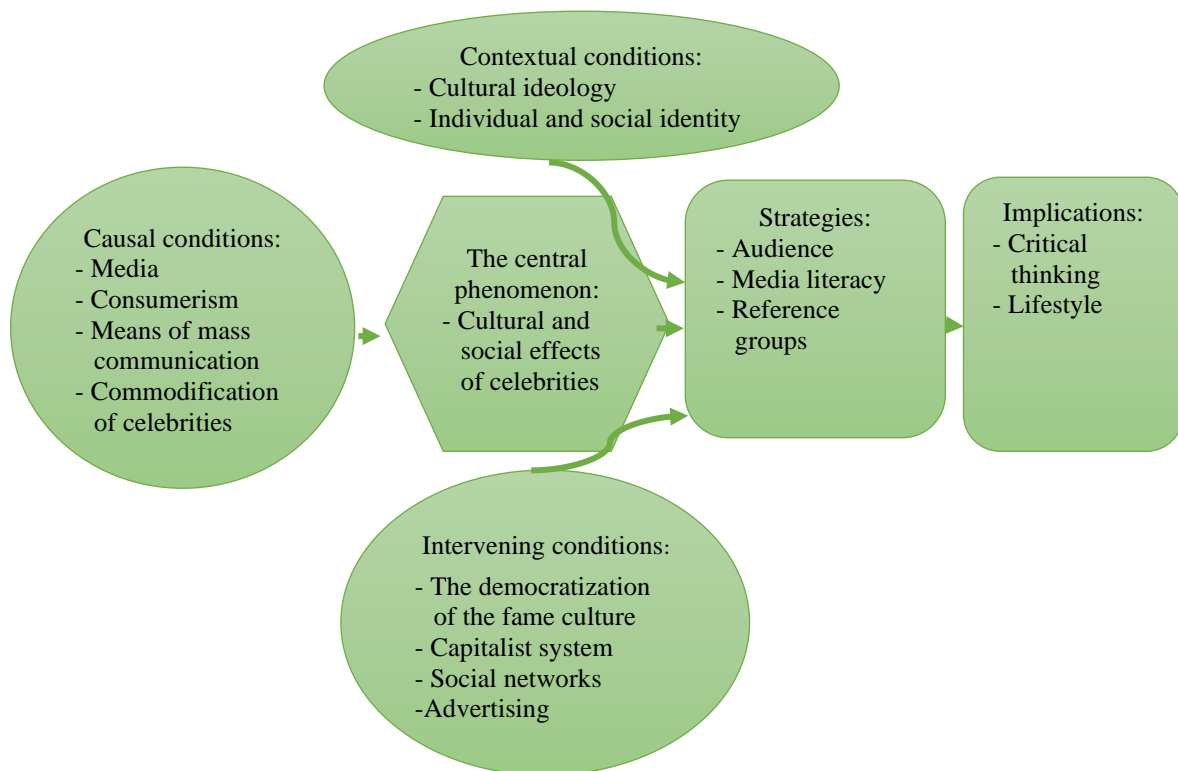 Contextual conditions:
- Cultural ideology
- Individual and social identity
Causal conditions:
- Media
- Consumerism
- Means of mass
communication
- Commodification
of celebrities
The central
phenomenon:
- Cultural and
social effects
of celebrities
Strategies:
- Audience
- Media literacy
- Reference
groups
Implications:
- Critical
thinking
- Lifestyle
Intervening conditions:
- The democratization
of the fame culture
- Capitalist system
- Social networks
-Advertising